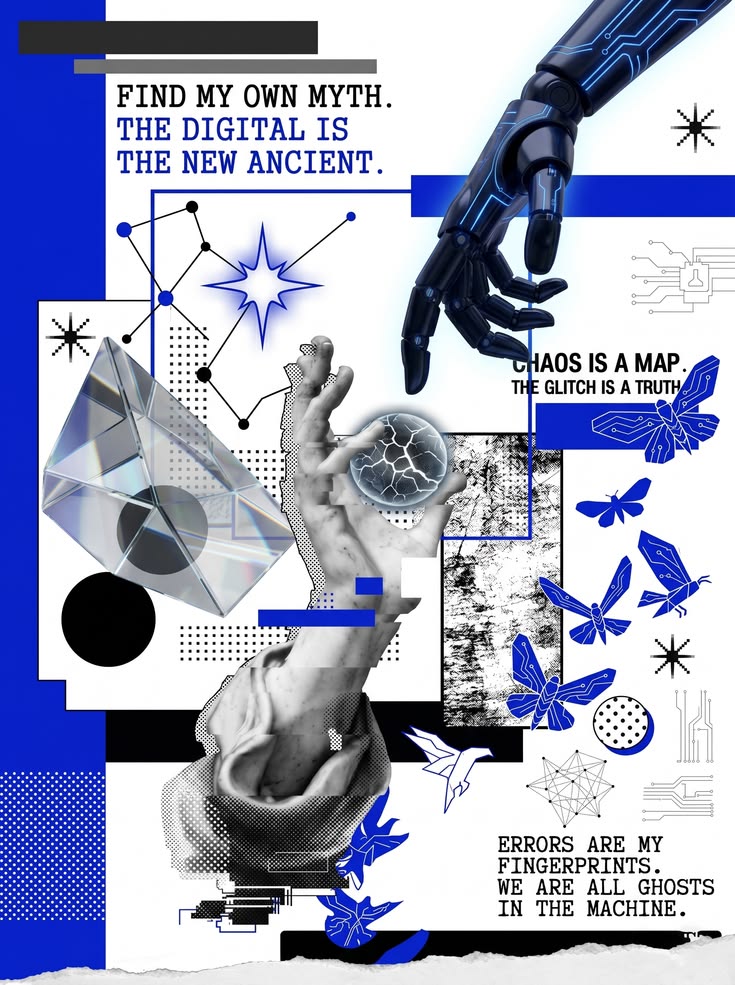 FIND MY OWN MYTH.
THE DIGITAL IS
THE NEW ANCIENT.
CHAOS IS A MAP.
THE GLITCH IS A TRUTH
ERRORS ARE MY
FINGERPRINTS.
WE ARE ALL GHOSTS
IN THE MACHINE.